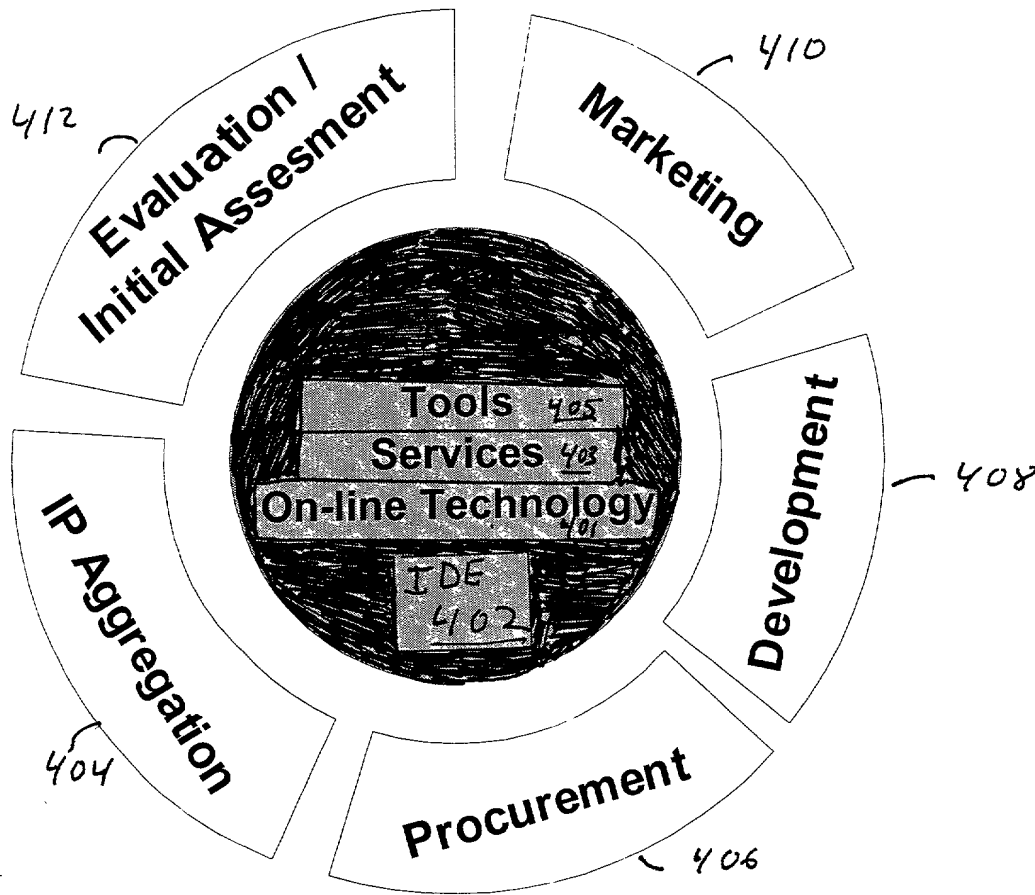 410
412
Evaluation /
Initial Assesment
Marketing
Tools 405
Services 403
On-line Technology
401
IDE
402
Development
408
IP Aggregation
404
Procurement
406